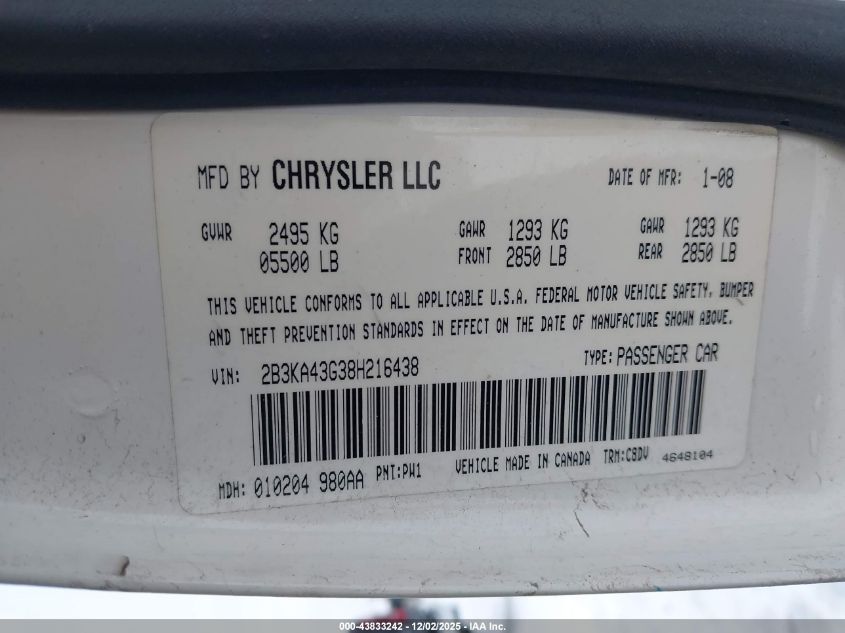 MFD BY CHRYSLER LLC DATE OF MFR: 1-08
GVWR 2495 KG GAWR 1293 KG GAWR 1293 KG
05500 LB FRONT 2850 LB REAR 2850 LB
THIS VEHICLE CONFORMS TO ALL APPLICABLE U.S.A. FEDERAL MOTOR VEHICLE SAFETY, BUMPER
AND THEFT PREVENTION STANDARDS IN EFFECT ON THE DATE OF MANUFACTURE SHOWN ABOVE.
VIN: 2B3KA43G38H216438 TYPE: PASSENGER CAR
MDH: 010204 980AA PNT:PW1 VEHICLE MADE IN CANADA TRM:C8DV 4648104
000-43833242 - 12/02/2025 - IAA Inc.